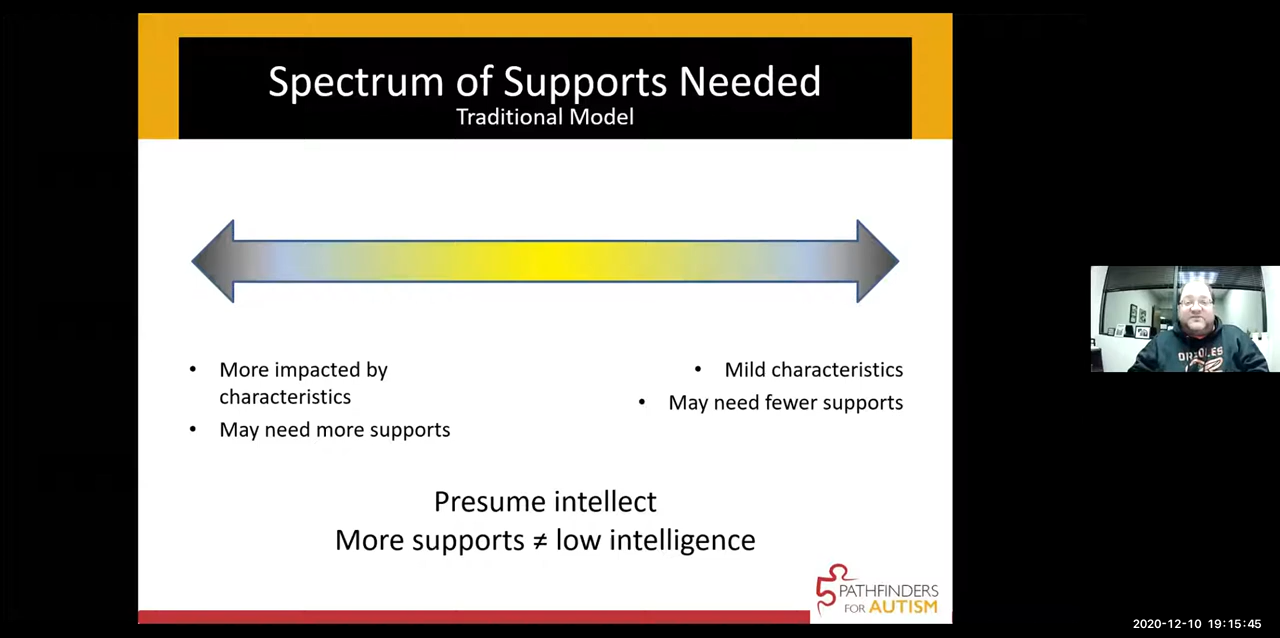 Spectrum of Supports Needed
Traditional Model
• More impacted by
characteristics
• May need more supports
• Mild characteristics
• May need fewer supports
Presume intellect
More supports ≠ low intelligence
PATHFINDERS
FOR AUTISM
ORIOLES
2020-12-10 19:15:45